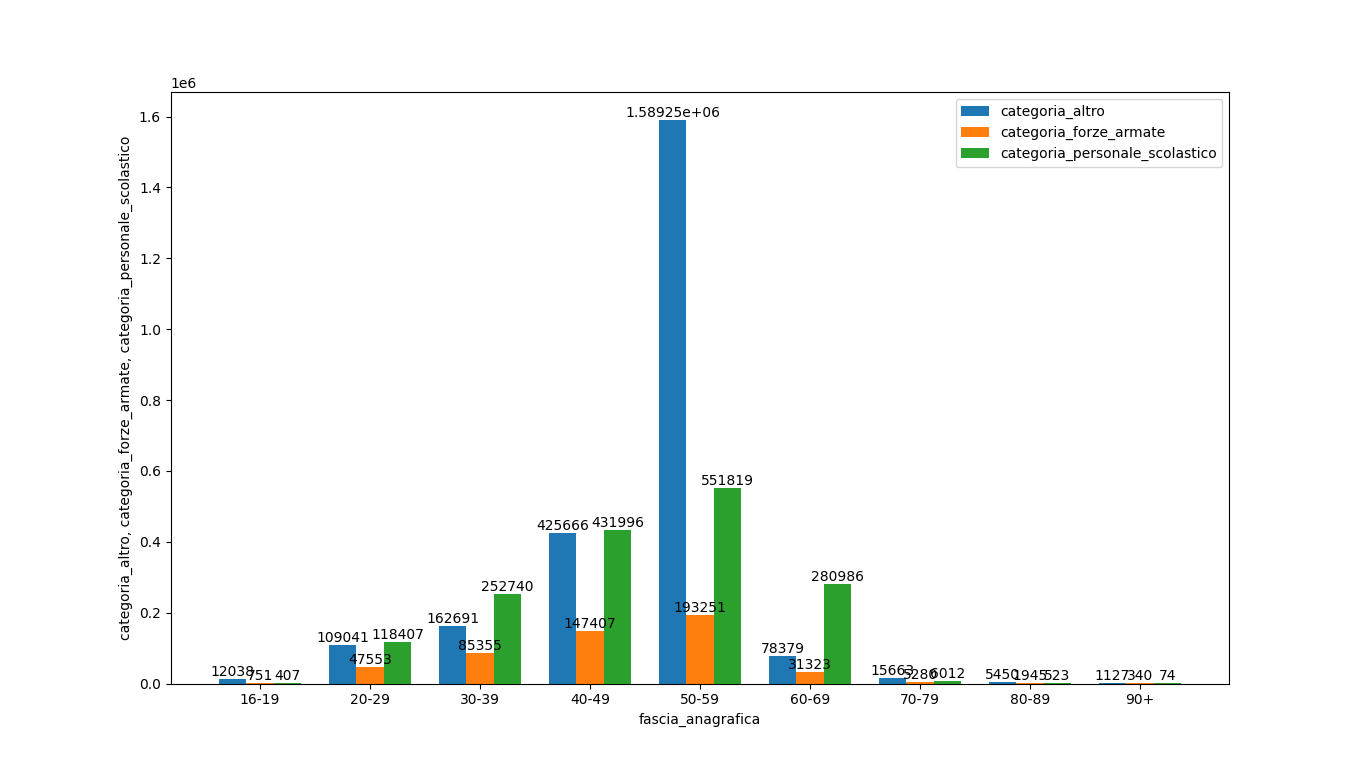 1e6
categoria_altro
categoria_forze_armate
categoria_personale_scolastico
1.6
1.4
1.2
1.0
0.8
0.6
0.4
0.2
0.0
categoria_altro, categoria_forze_armate, categoria_personale_scolastico
12038 751 407
109041 47553 118407
162691 85355 252740
425666 147407 431996
1.58925e+06 193251 551819
78379 31323 280986
15663 5286 6012
5450 1945 523
1127 340 74
16-19 20-29 30-39 40-49 50-59 60-69 70-79 80-89 90+
fascia_anagrafica